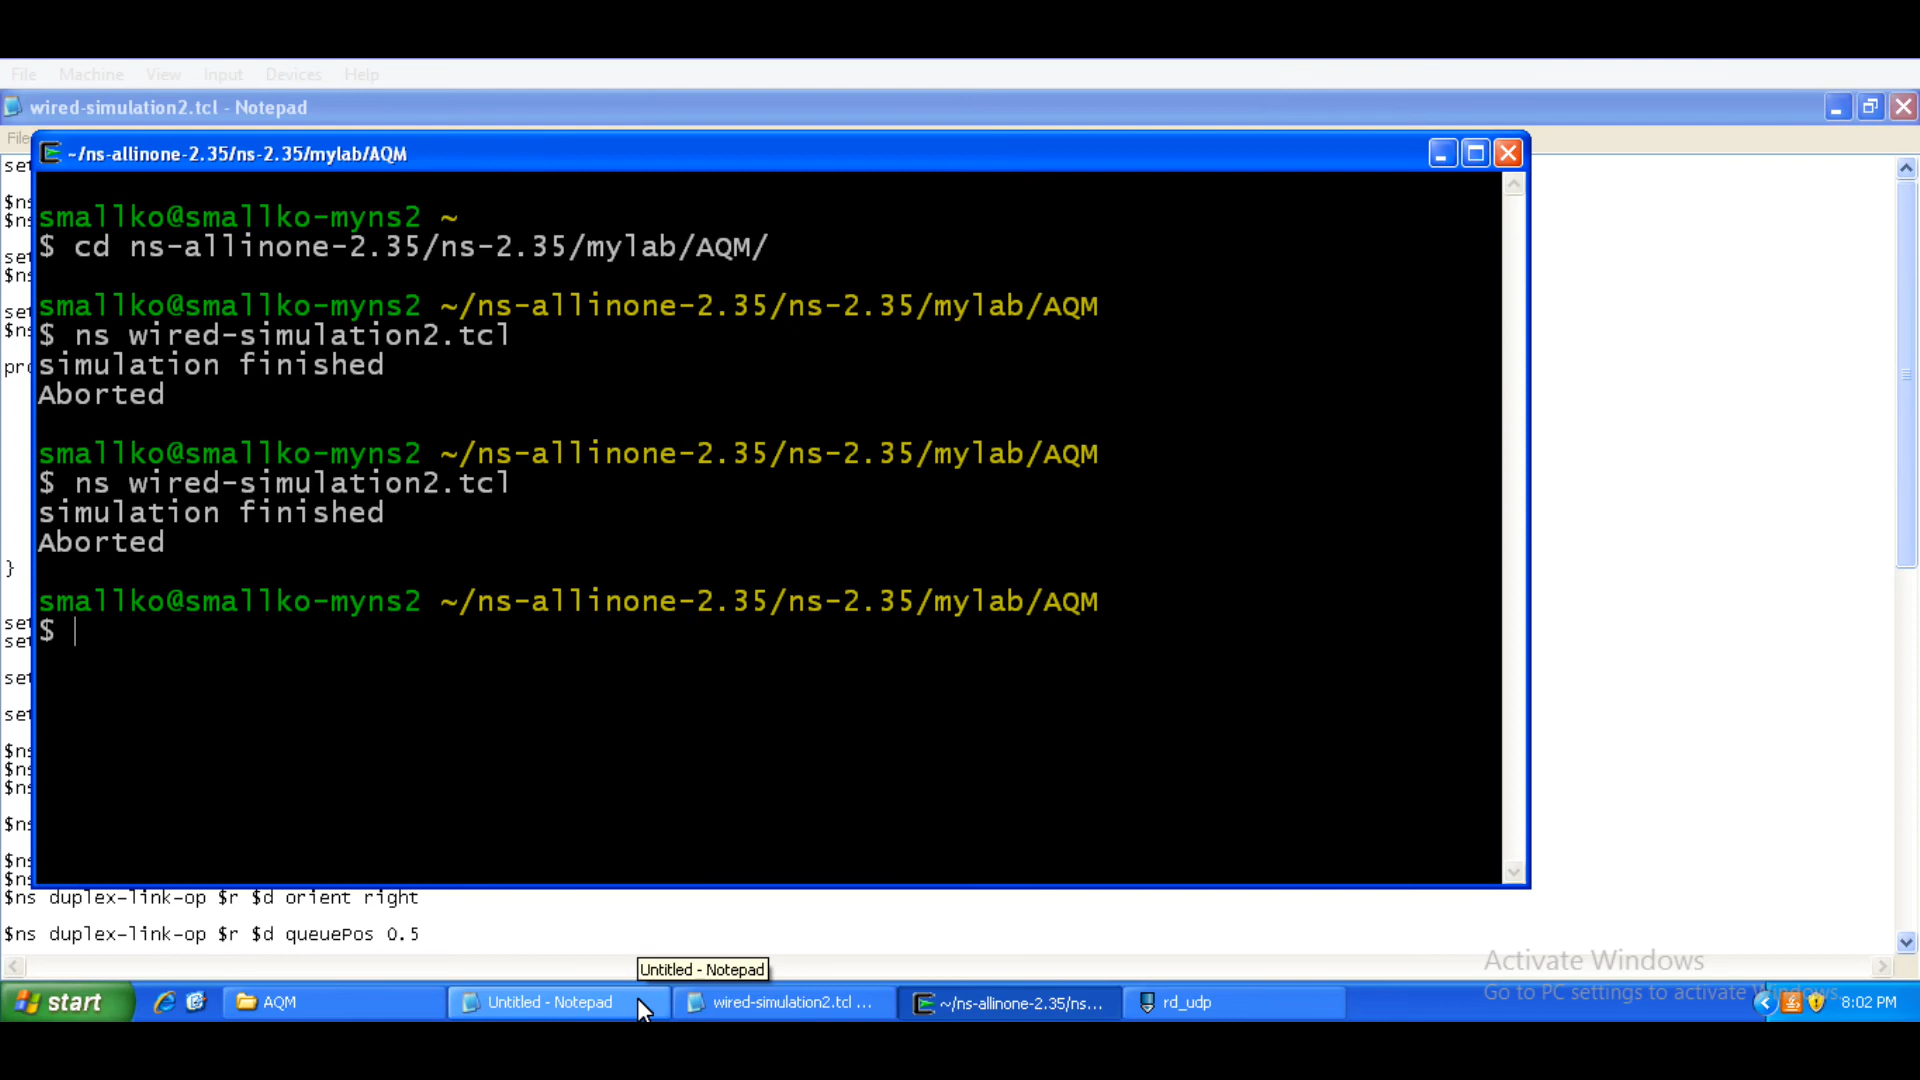 File Machine View Input Devices Help
wired-simulation2.tcl - Notepad
File
~/ns-allinone-2.35/ns-2.35/mylab/AQM
smallko@smallko-myns2 ~
$ cd ns-allinone-2.35/ns-2.35/mylab/AQM/
smallko@smallko-myns2 ~/ns-allinone-2.35/ns-2.35/mylab/AQM
$ ns wired-simulation2.tcl
simulation finished
Aborted
smallko@smallko-myns2 ~/ns-allinone-2.35/ns-2.35/mylab/AQM
$ ns wired-simulation2.tcl
simulation finished
Aborted
smallko@smallko-myns2 ~/ns-allinone-2.35/ns-2.35/mylab/AQM
$
}
$ns duplex-link-op $r $d orient right
$ns duplex-link-op $r $d queuePos 0.5
Untitled - Notepad
Activate Windows
Go to PC settings to activate Windows.
start AQM Untitled - Notepad wired-simulation2.tcl ... ~/ns-allinone-2.35/ns... rd_udp 8:02 PM